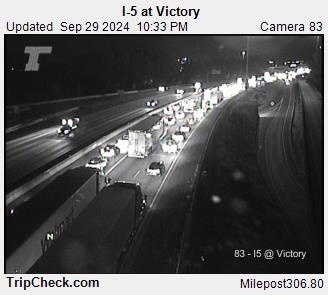 I-5 at Victory
Updated  Sep 29 2024  10:33 PM
Camera 83
Walmart
83 - I5 @ Victory
TripCheck.com
Milepost306.80